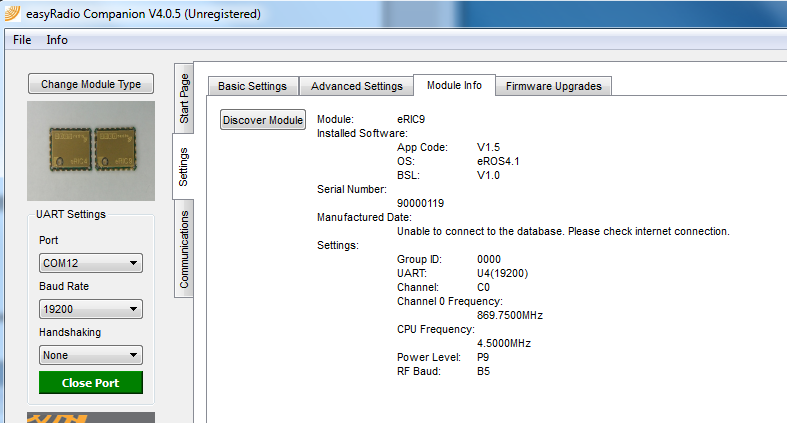 easyRadio Companion V4.0.5 (Unregistered)
File Info
Change Module Type
eRIC4 eRIC9
UART Settings
Port
COM12
Baud Rate
19200
Handshaking
None
Close Port
Start Page
Settings
Communications
Basic Settings Advanced Settings Module Info Firmware Upgrades
Discover Module
Module: eRIC9
Installed Software:
App Code: V1.5
OS: eROS4.1
BSL: V1.0
Serial Number:
90000119
Manufactured Date:
Unable to connect to the database. Please check internet connection.
Settings:
Group ID: 0000
UART: U4(19200)
Channel: C0
Channel 0 Frequency:
869.7500MHz
CPU Frequency:
4.5000MHz
Power Level: P9
RF Baud: B5